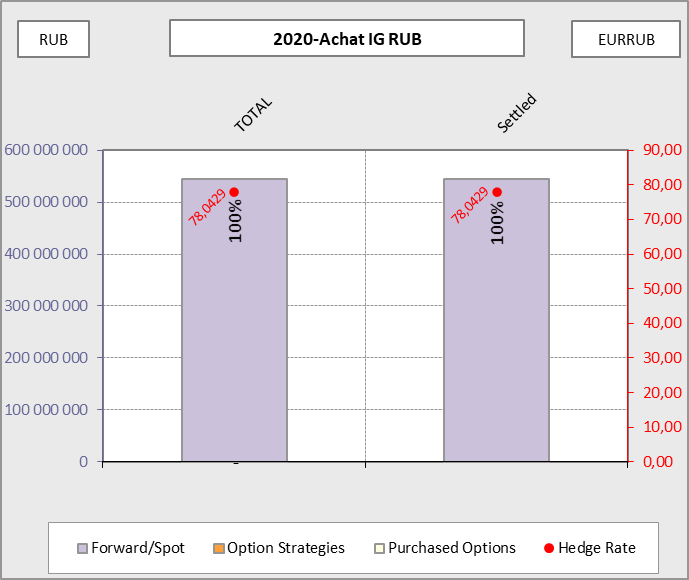 RUB
2020-Achat IG RUB
EURRUB
TOTAL
Settled
600 000 000
500 000 000
400 000 000
300 000 000
200 000 000
100 000 000
0
78,0429
100%
78,0429
100%
-
90,00
80,00
70,00
60,00
50,00
40,00
30,00
20,00
10,00
0,00
Forward/Spot
Option Strategies
Purchased Options
Hedge Rate